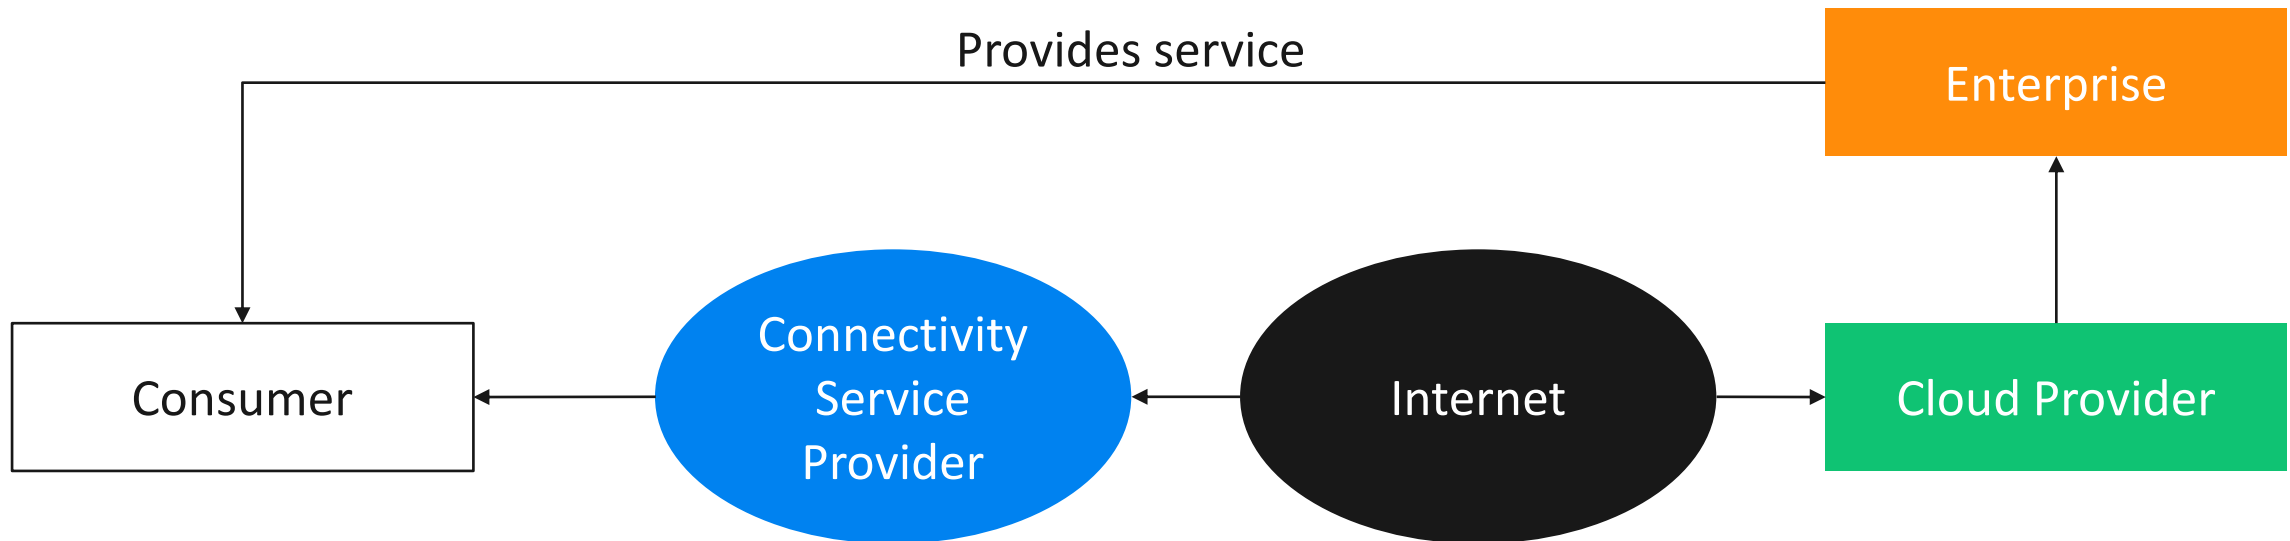 Provides service
Enterprise
Consumer
Connectivity
Service
Provider
Internet
Cloud Provider